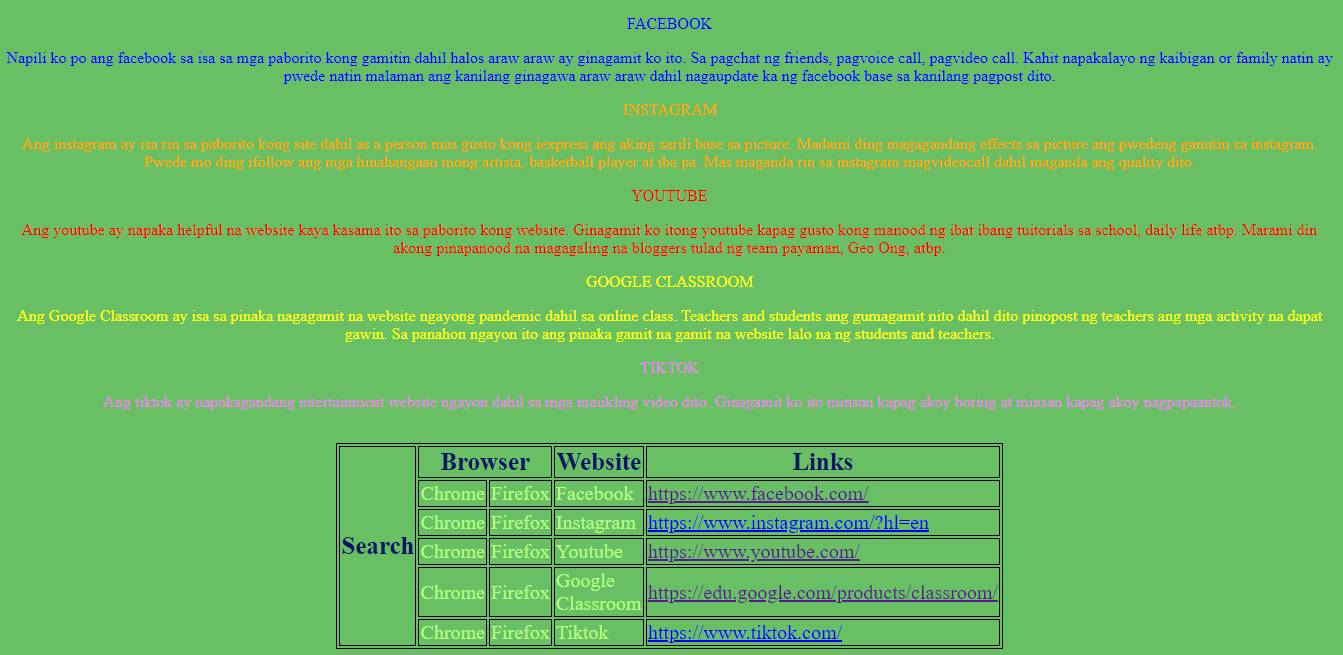 FACEBOOK
Napili ko po ang facebook sa isa sa mga paborito kong gamitin dahil halos araw araw ay ginagamit ko ito. Sa pagchat ng friends, pagvoice call, pagvideo call. Kahit napakalayo ng kaibigan or family natin ay
pwede natin malaman ang kanilang ginagawa araw araw dahil nagaupdate ka ng facebook base sa kanilang pagpost dito.
INSTAGRAM
Ang instagram ay isa rin sa paborito kong site dahil as a person mas gusto kong iexpress ang aking sarili base sa picture. Madami ding magagandang effects sa picture ang pwedeng gamitin sa instagram.
Pwede mo ding ifollow ang mga hinahangaan mong artista, basketball player at iba pa. Mas maganda rin sa instagram magvideocall dahil maganda ang quality dito.
YOUTUBE
Ang youtube ay napaka helpful na website kaya kasama ito sa paborito kong website. Ginagamit ko itong youtube kapag gusto kong manood ng ibat ibang tuitorials sa school, daily life atbp. Marami din
akong pinapanood na magagaling na bloggers tulad ng team payaman, Geo Ong, atbp.
GOOGLE CLASSROOM
Ang Google Classroom ay isa sa pinaka nagagamit na website ngayong pandemic dahil sa online class. Teachers and students ang gumagamit nito dahil dito pinopost ng teachers ang mga activity na dapat
gawin. Sa panahon ngayon ito ang pinaka gamit na gamit na website lalo na ng students and teachers.
TIKTOK
Ang tiktok ay napakagandang intertainment website ngayon dahil sa mga maiikling video dito. Ginagamit ko ito minsan kapag akoy boring at minsan kapag akoy nagpapaantok.
Search Browser Website Links
Chrome Firefox Facebook https://www.facebook.com/
Chrome Firefox Instagram https://www.instagram.com/?hl=en
Chrome Firefox Youtube https://www.youtube.com/
Chrome Firefox Google Classroom https://edu.google.com/products/classroom/
Chrome Firefox Tiktok https://www.tiktok.com/